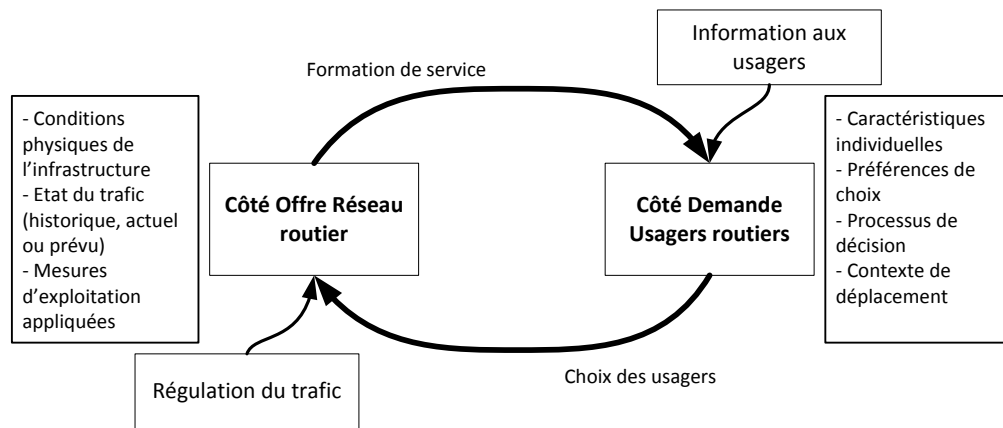 Information aux
usagers
Formation de service
- Conditions
physiques de
l’infrastructure
- Etat du trafic
(historique, actuel
ou prévu)
- Mesures
d’exploitation
appliquées
Côté Offre Réseau
routier
Côté Demande
Usagers routiers
- Caractéristiques
individuelles
- Préférences de
choix
- Processus de
décision
- Contexte de
déplacement
Régulation du trafic
Choix des usagers